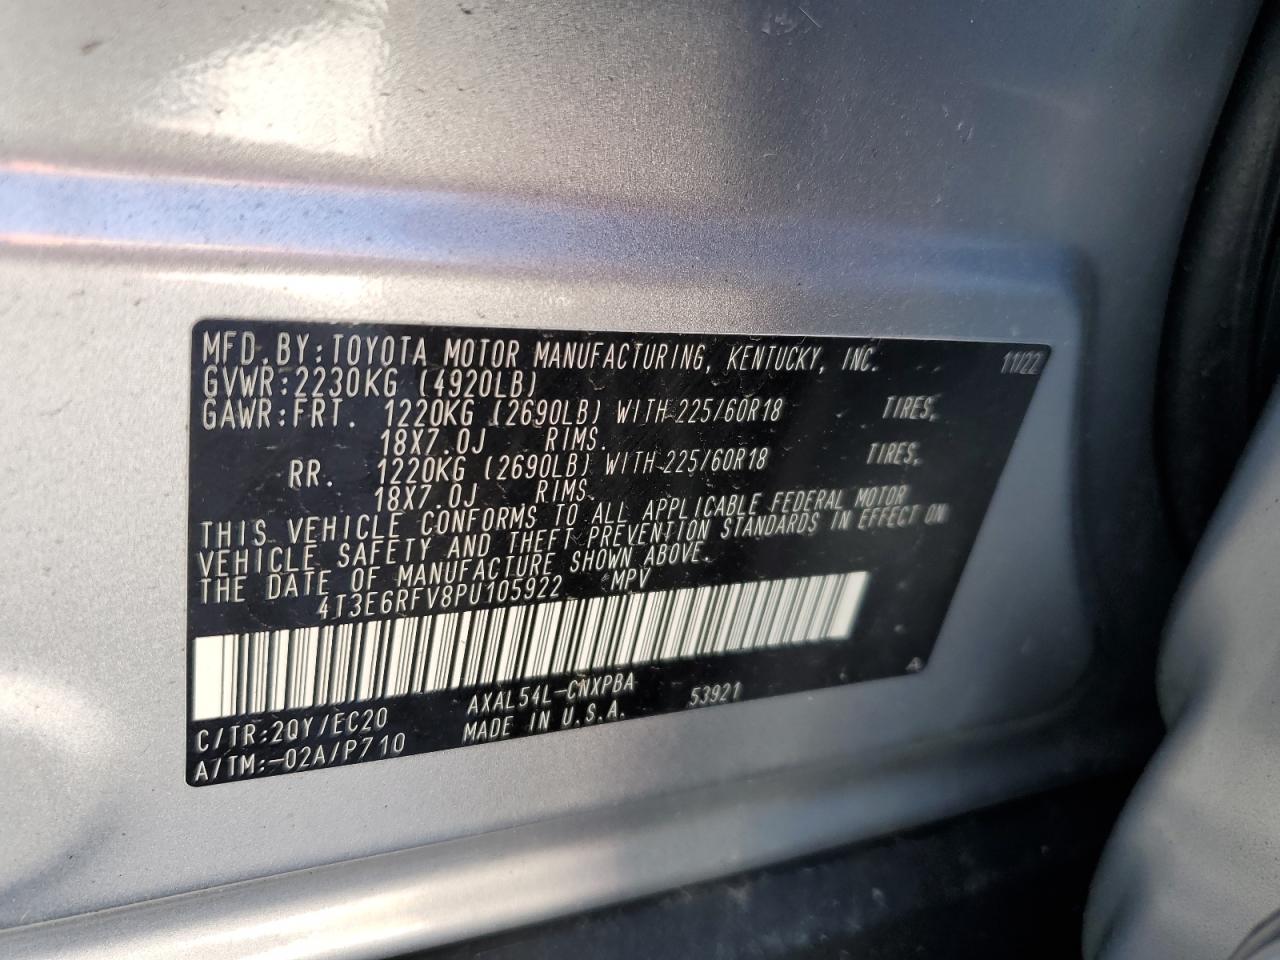 MFD.BY:TOYOTA MOTOR MANUFACTURING, KENTUCKY, INC. 11/22
GVWR:2230KG (4920LB)
GAWR:FRT. 1220KG (2690LB) WITH 225/60R18 TIRES,
18X7.0J RIMS.
RR. 1220KG (2690LB) WITH 225/60R18 TIRES,
18X7.0J RIMS.
THIS VEHICLE CONFORMS TO ALL APPLICABLE FEDERAL MOTOR
VEHICLE SAFETY AND THEFT PREVENTION STANDARDS IN EFFECT ON
THE DATE OF MANUFACTURE SHOWN ABOVE.
4T3E6RFV8PU105922 MPV
C/TR:2QY/EC20 AXAL54L-CNXPBA 53921
A/TM:-02A/P710 MADE IN U.S.A.